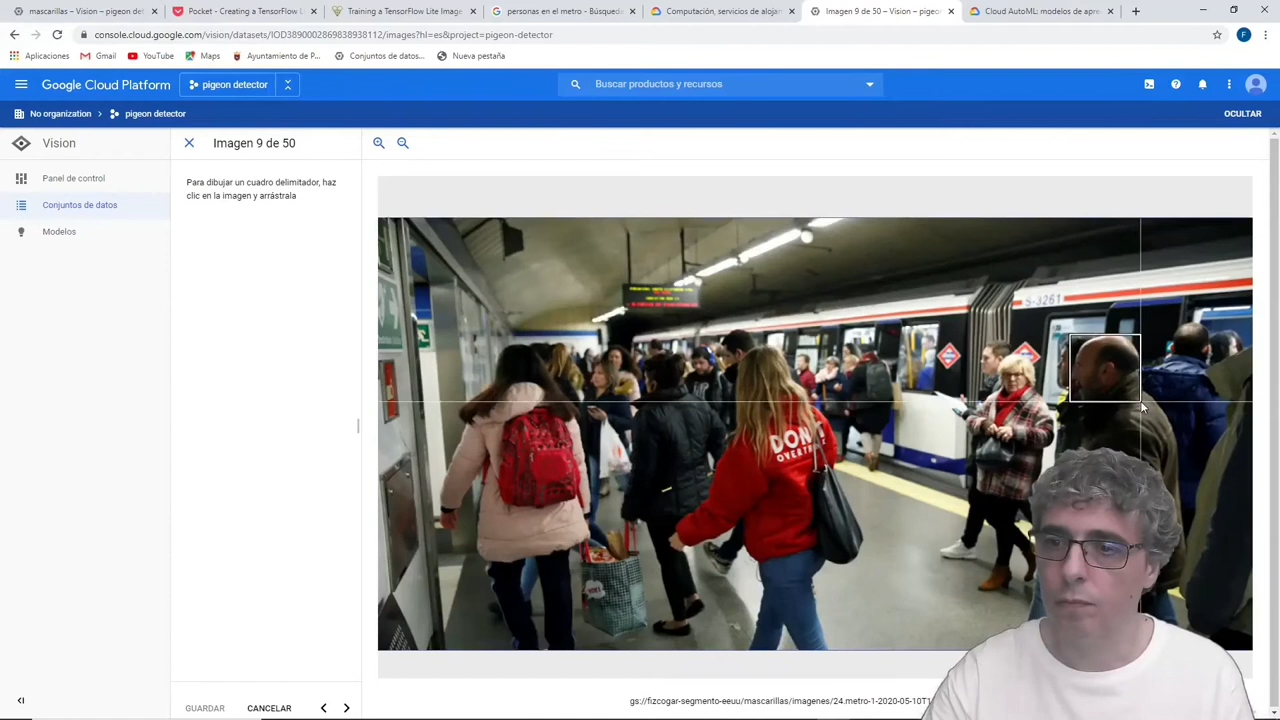 mascarillas – Vision – pigeon det
Pocket - Creating a TensorFlow L
Training a TensorFlow Lite Image
personas en el metro - Búsqueda
Computación, servicios de alojam
Imagen 9 de 50 – Vision – pigeo
Cloud AutoML: modelos de apre
console.cloud.google.com/vision/datasets/IOD3890002869838938112/images?hl=es&project=pigeon-detector
F
Aplicaciones
Gmail
YouTube
Maps
Ayuntamiento de P...
Conjuntos de datos...
Nueva pestaña
Google Cloud Platform
pigeon detector
Buscar productos y recursos
No organization
pigeon detector
OCULTAR
Vision
Imagen 9 de 50
Panel de control
Conjuntos de datos
Modelos
Para dibujar un cuadro delimitador, haz
clic en la imagen y arrástrala
S-3261
DON'T
GUARDAR
CANCELAR
gs://fizcogar-segmento-eeuu/mascarillas/imagenes/24.metro-1-2020-05-10T1